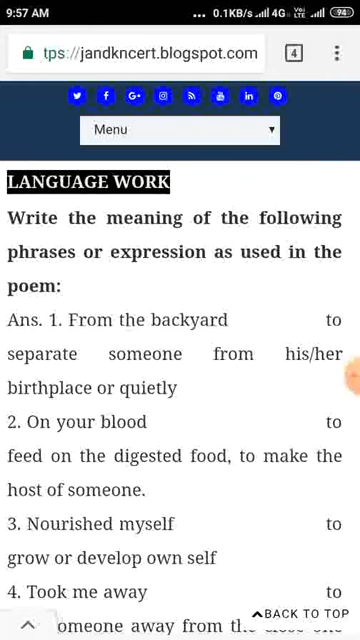 9:57 AM ... 0.1KB/s 4G Vo LTE 94
tps://jandkncert.blogspot.com 4
Menu
LANGUAGE WORK
Write the meaning of the following
phrases or expression as used in the
poem:
Ans. 1. From the backyard to
separate someone from his/her
birthplace or quietly
2. On your blood to
feed on the digested food, to make the
host of someone.
3. Nourished myself to
grow or develop own self
4. Took me away to
BACK TO TOP
omeone away from the close one